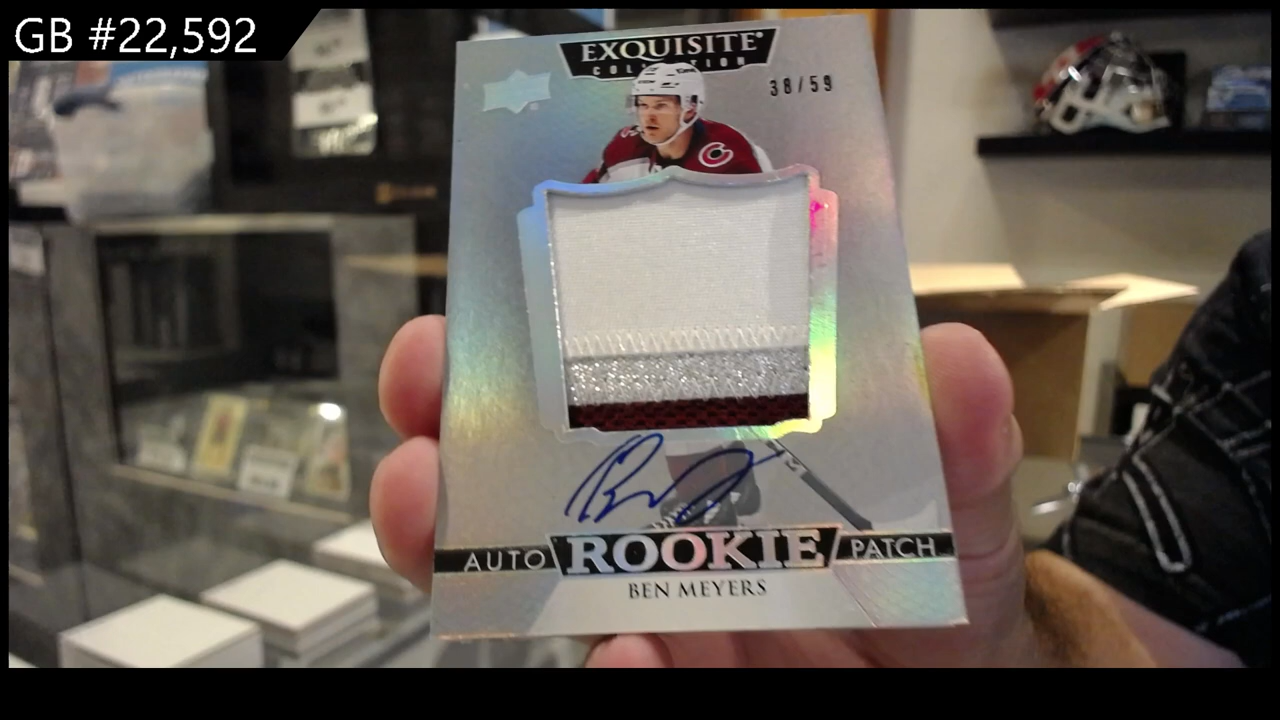 GB #22,592
EXQUISITE
COLLECTION
38/59
AUTO ROOKIE PATCH
BEN MEYERS